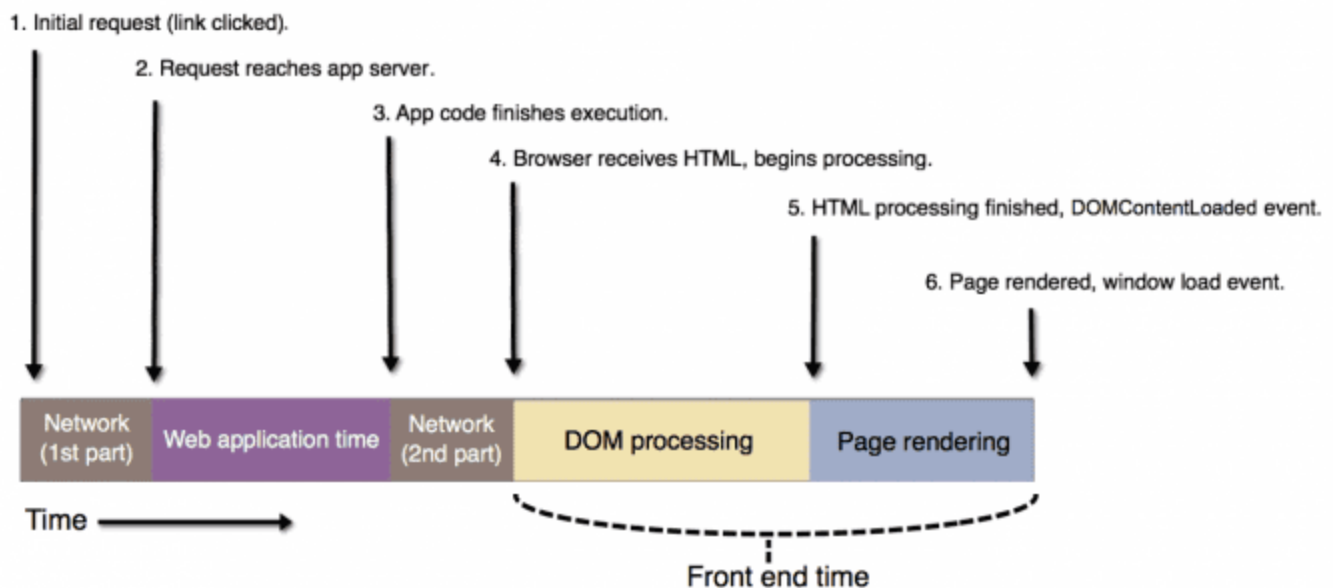 1. Initial request (link clicked).
2. Request reaches app server.
3. App code finishes execution.
4. Browser receives HTML, begins processing.
5. HTML processing finished, DOMContentLoaded event.
6. Page rendered, window load event.
Network
(1st part)
Web application time
Network
(2nd part)
DOM processing
Page rendering
Time
Front end time